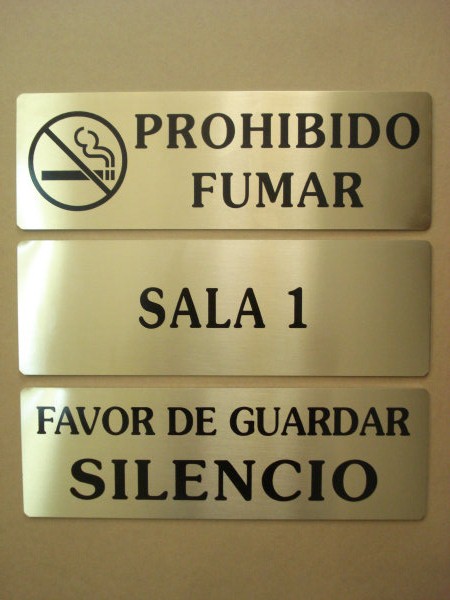 PROHIBIDO
FUMAR
SALA 1
FAVOR DE GUARDAR
SILENCIO